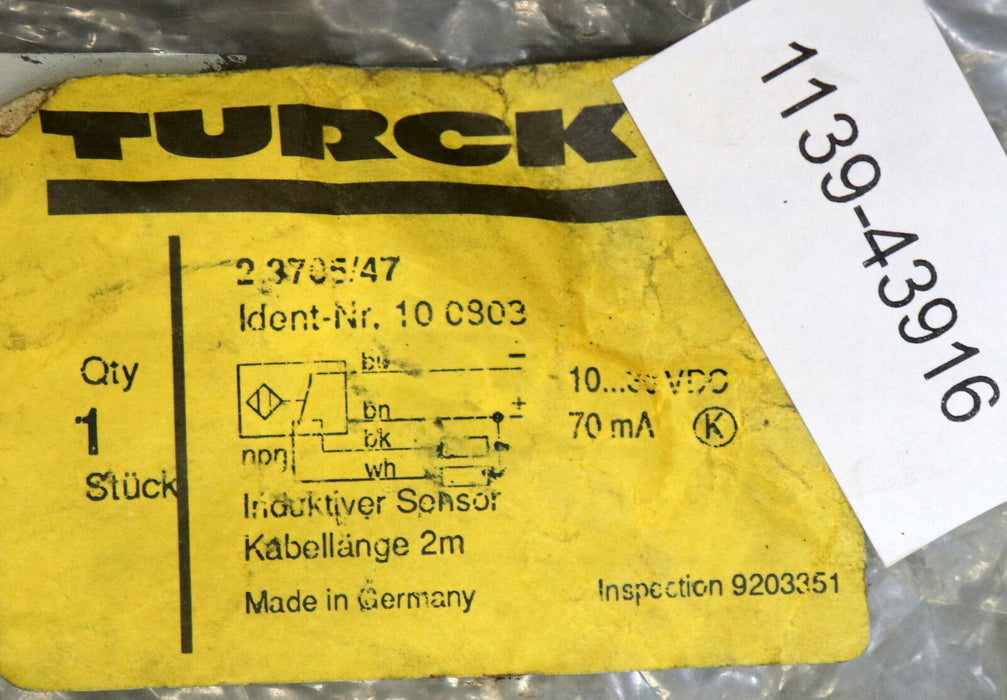 TURCK
1139-43916
2 3705/47
Ident-Nr. 10 0803
Qty
1
Stück
bu −
bn +
bk
wh
npn
10...30 VDC
70 mA K
Induktiver Sensor
Kabellänge 2m
Made in Germany
Inspection 9203351